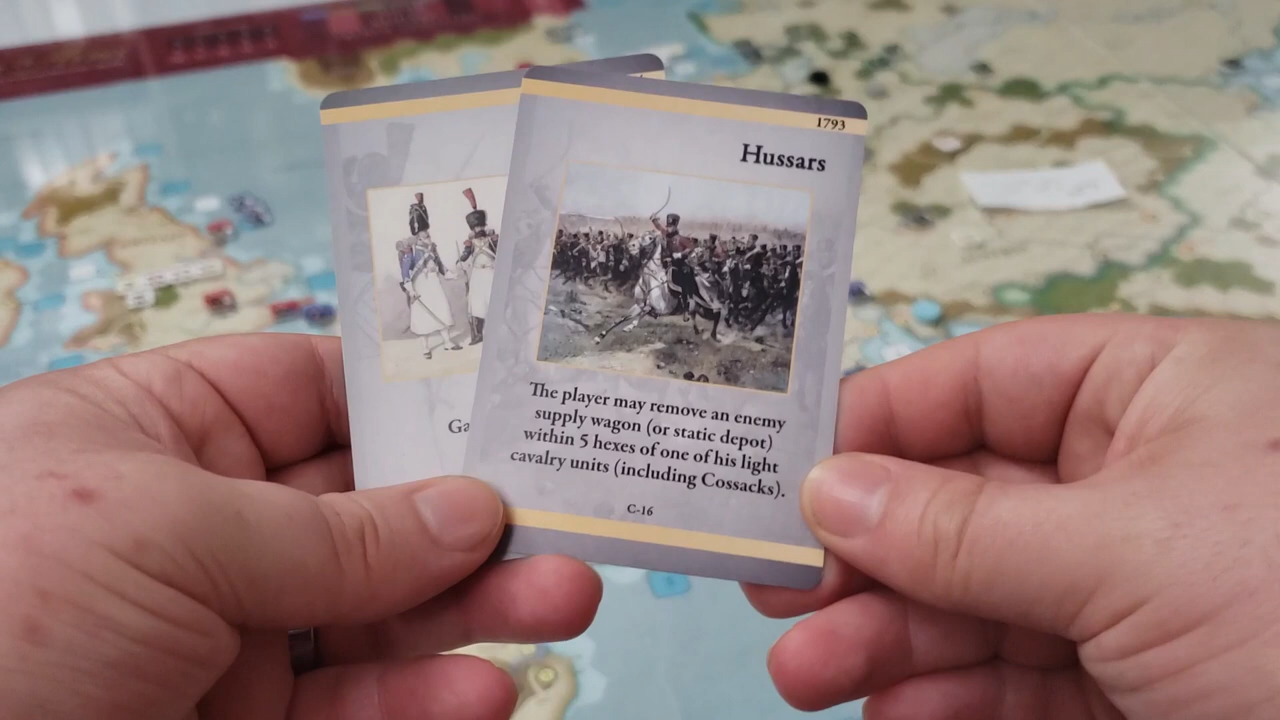 1793
Hussars
The player may remove an enemy
supply wagon (or static depot)
within 5 hexes of one of his light
cavalry units (including Cossacks).
C-16